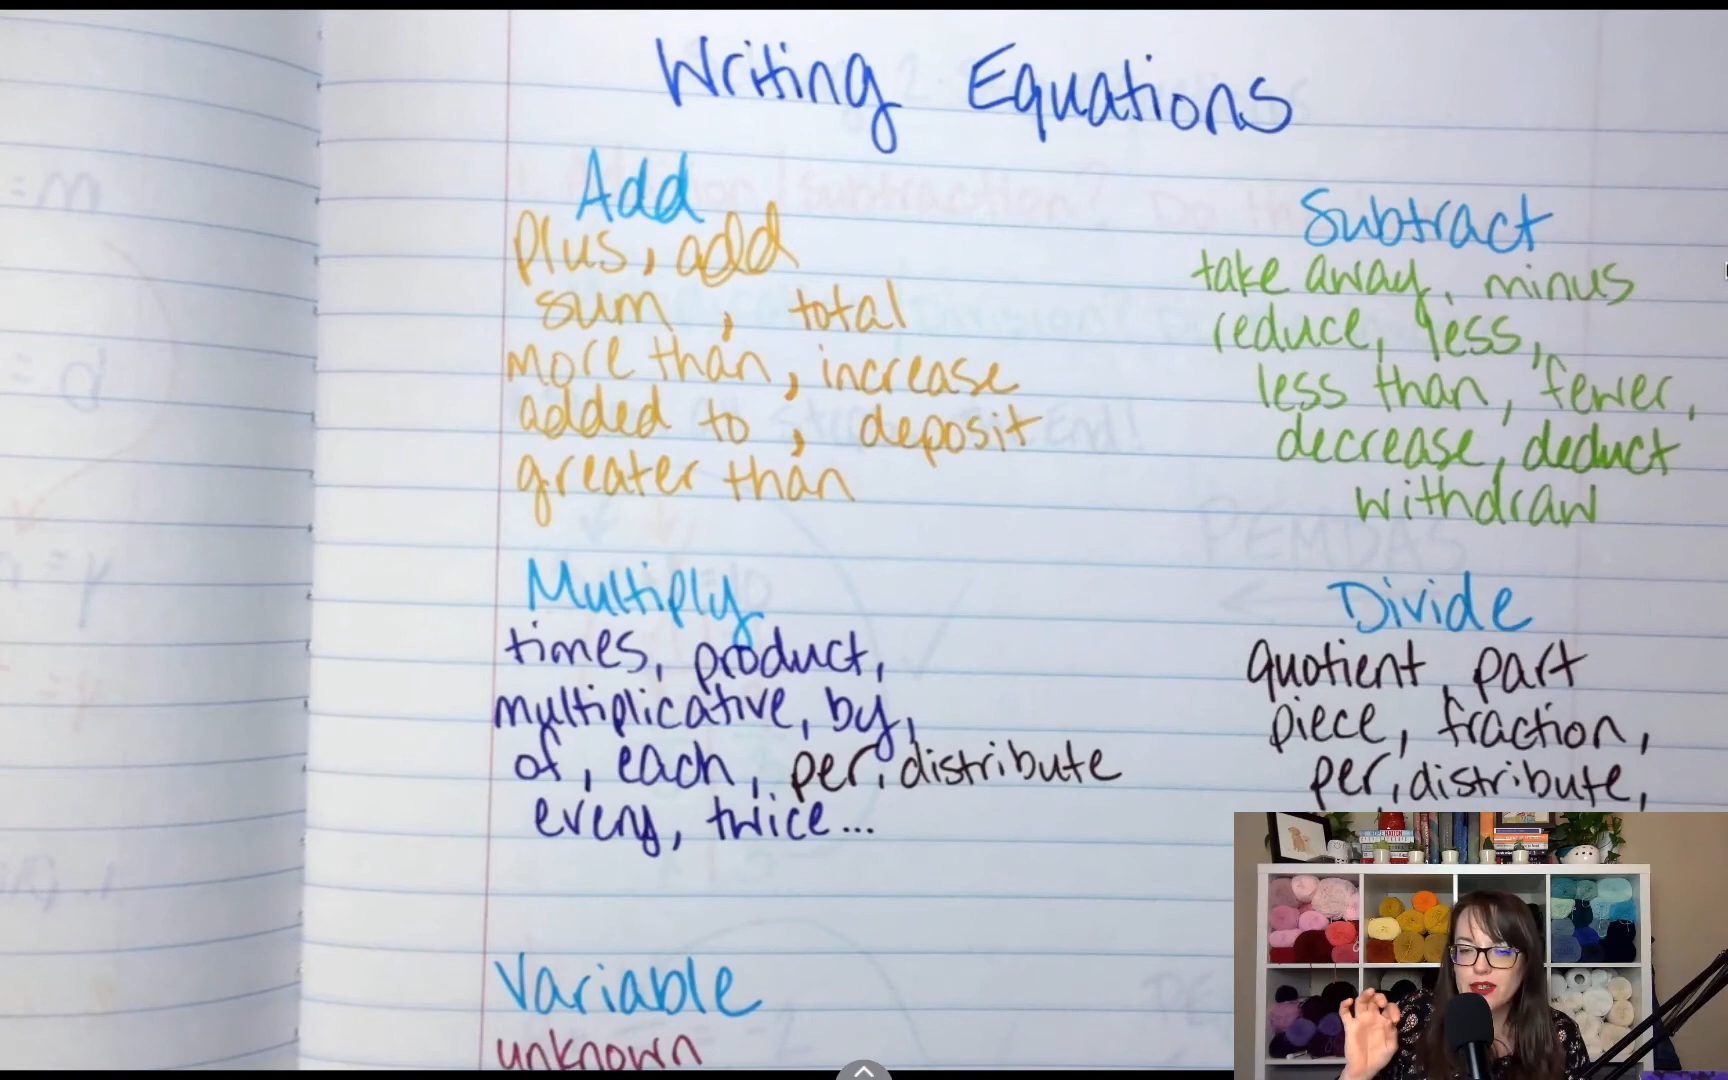 Writing Equations
Add
plus, add
sum, total
more than, increase
added to, deposit
greater than
Subtract
take away, minus
reduce, less,
less than, fewer,
decrease, deduct
withdraw
Multiply
times, product,
multiplicative, by,
of, each, per, distribute
every, twice...
Divide
quotient, part
piece, fraction,
per, distribute,
Variable
unknown